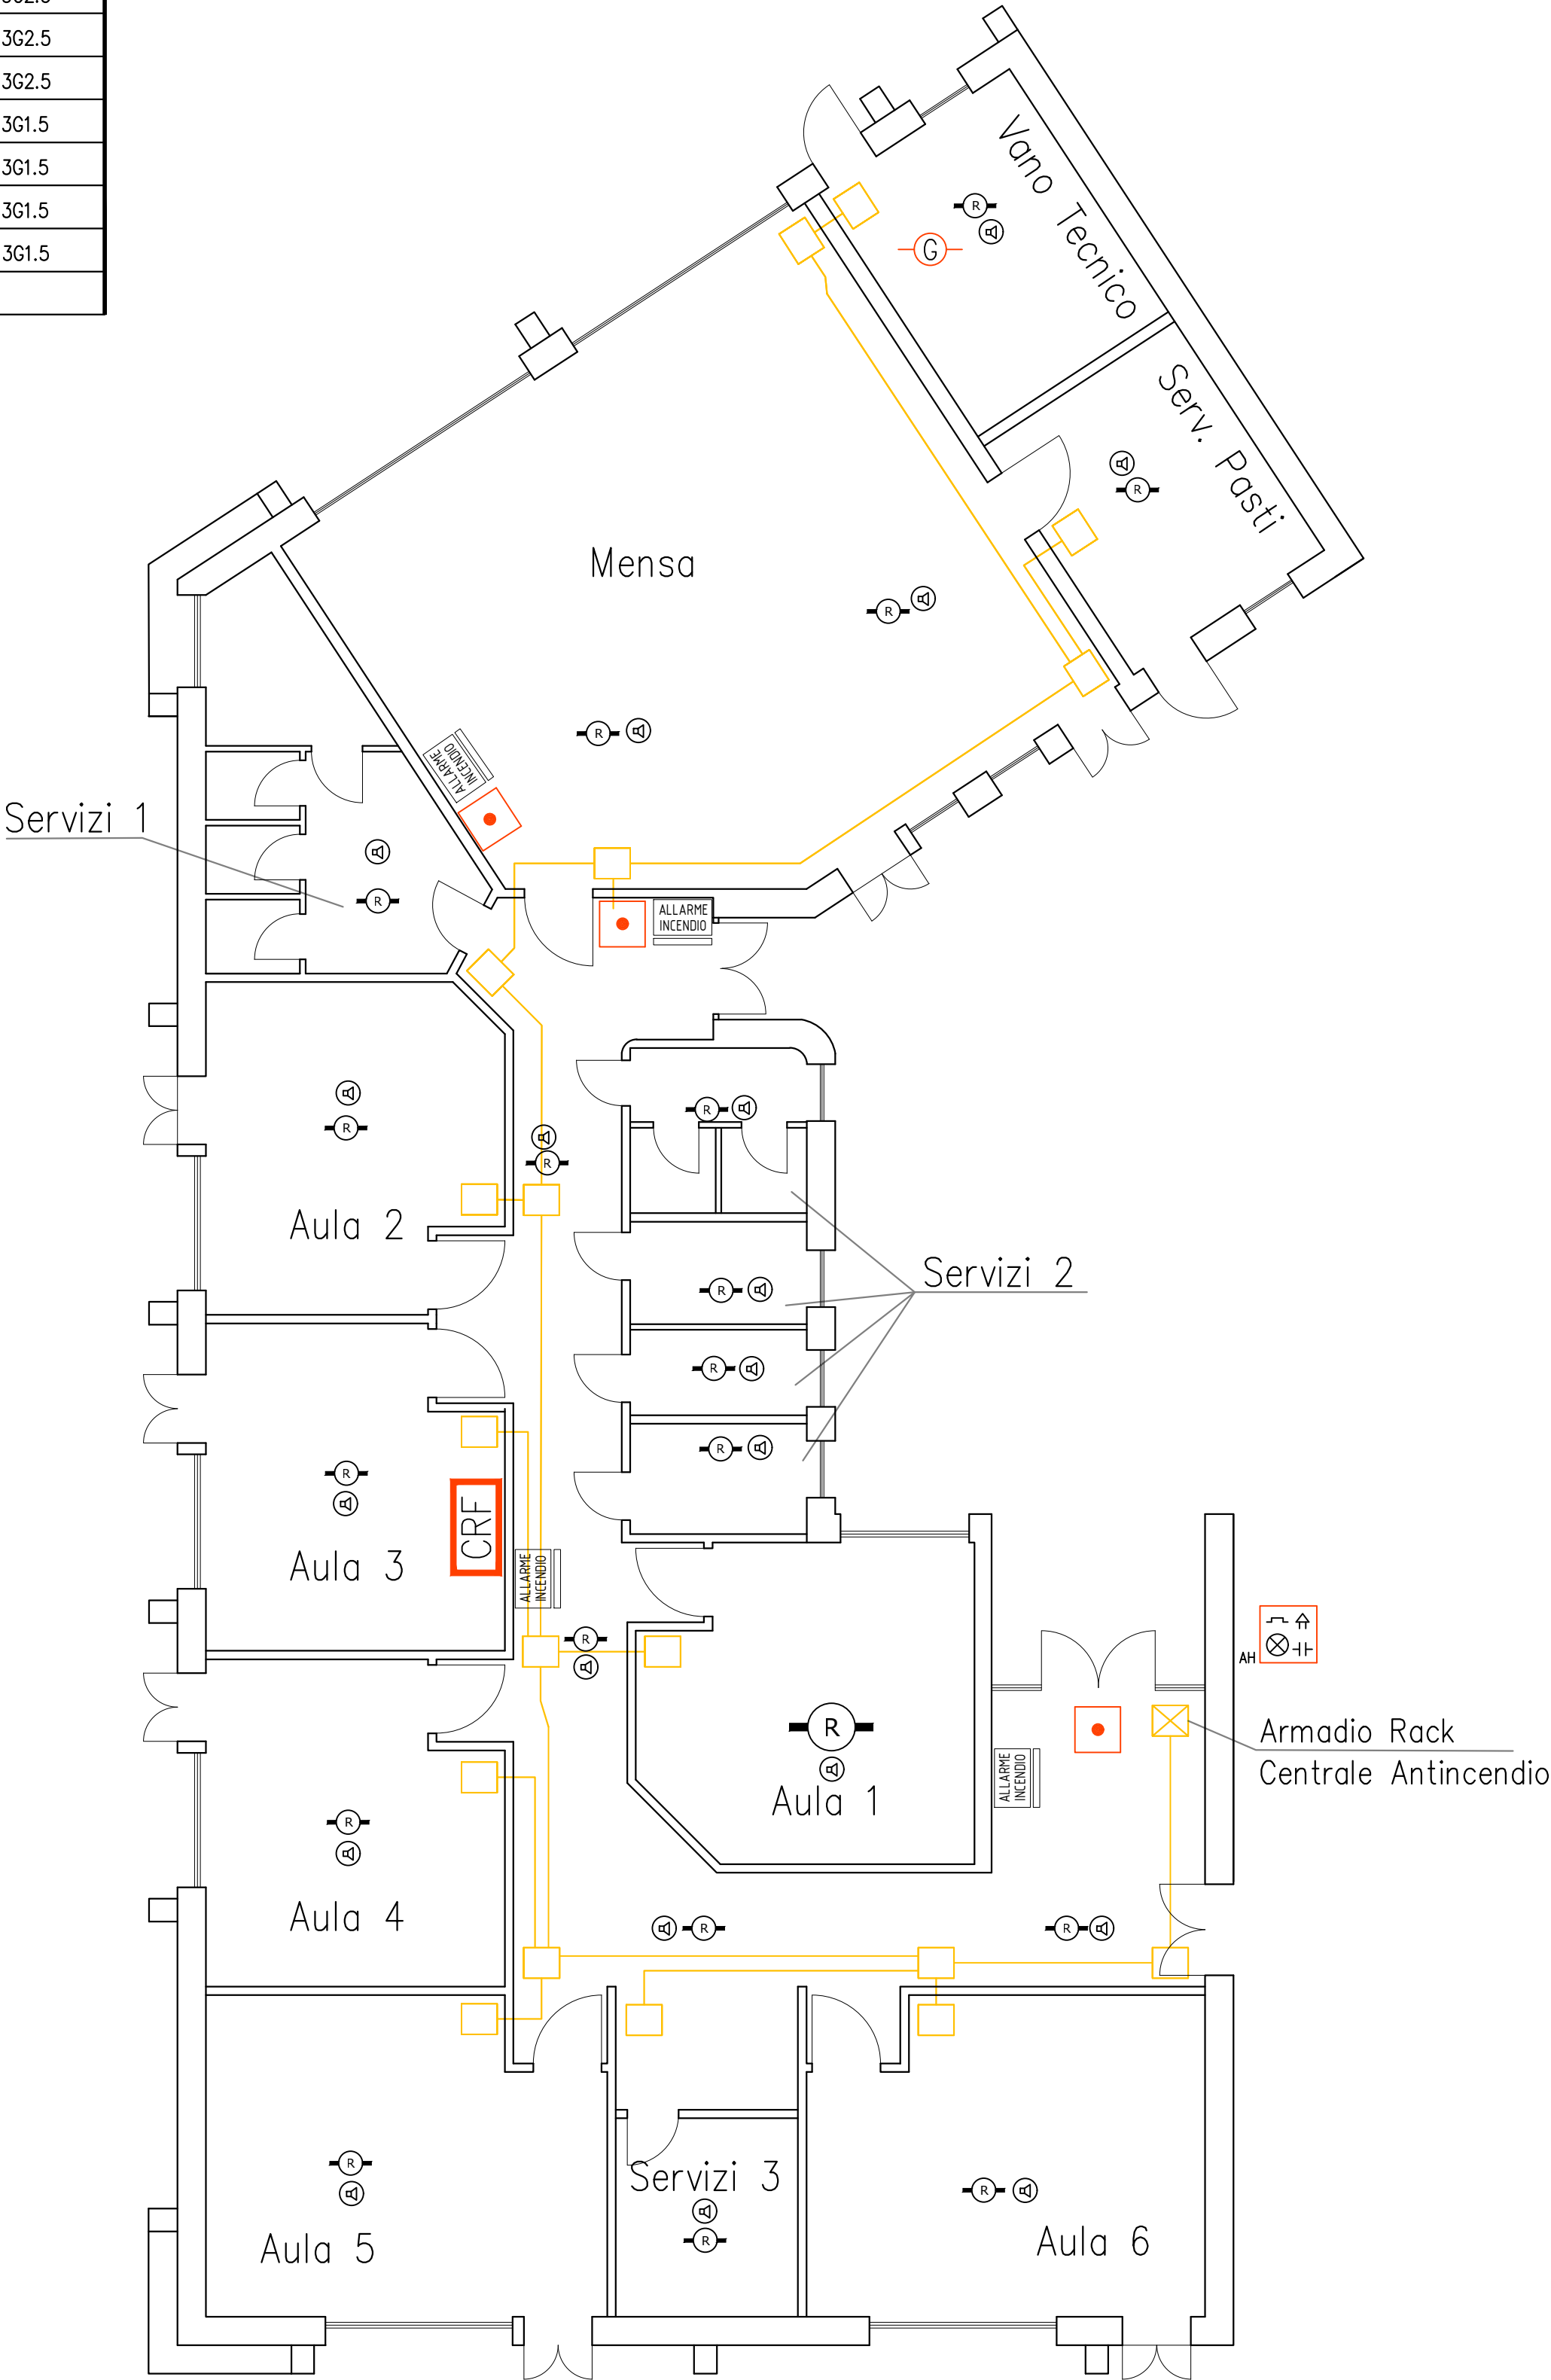 3G2.5
3G2.5
3G1.5
3G1.5
3G1.5
3G1.5
Vano Tecnico
R
G
Serv. Pasti
R
Mensa
R
R
ALLARME
INCENDIO
Servizi 1
R
ALLARME
INCENDIO
R
R
R
Aula 2
Servizi 2
R
R
R
R
CRF
Aula 3
ALLARME
INCENDIO
R
AH
R
Armadio Rack
Centrale Antincendio
ALLARME
INCENDIO
Aula 1
R
Aula 4
R
R
R
Servizi 3
R
R
Aula 5
Aula 6